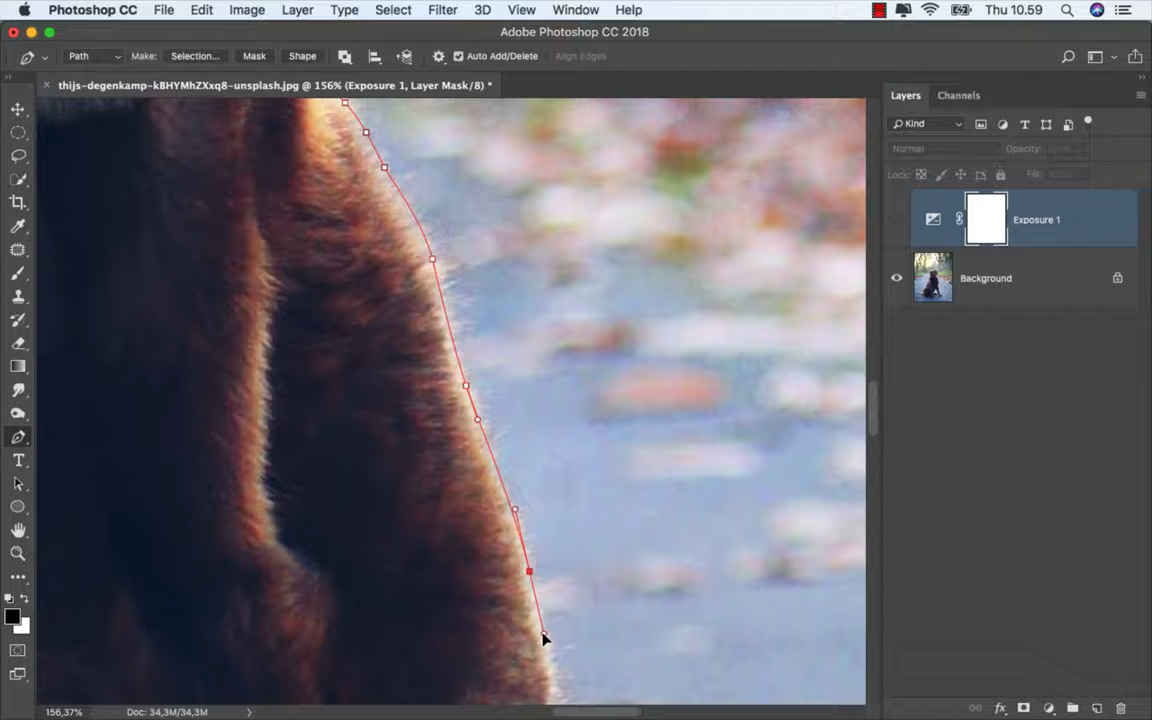 Photoshop CC File Edit Image Layer Type Select Filter 3D View Window Help Thu 10.59
Adobe Photoshop CC 2018
Path Make: Selection... Mask Shape Auto Add/Delete Align Edges
thijs-degenkamp-kBHYMhZXxq8-unsplash.jpg @ 156% (Exposure 1, Layer Mask/8) *
Layers Channels
Kind
Normal Opacity:
Lock: Fill:
Exposure 1
Background
156,37% Doc: 34,3M/34,3M